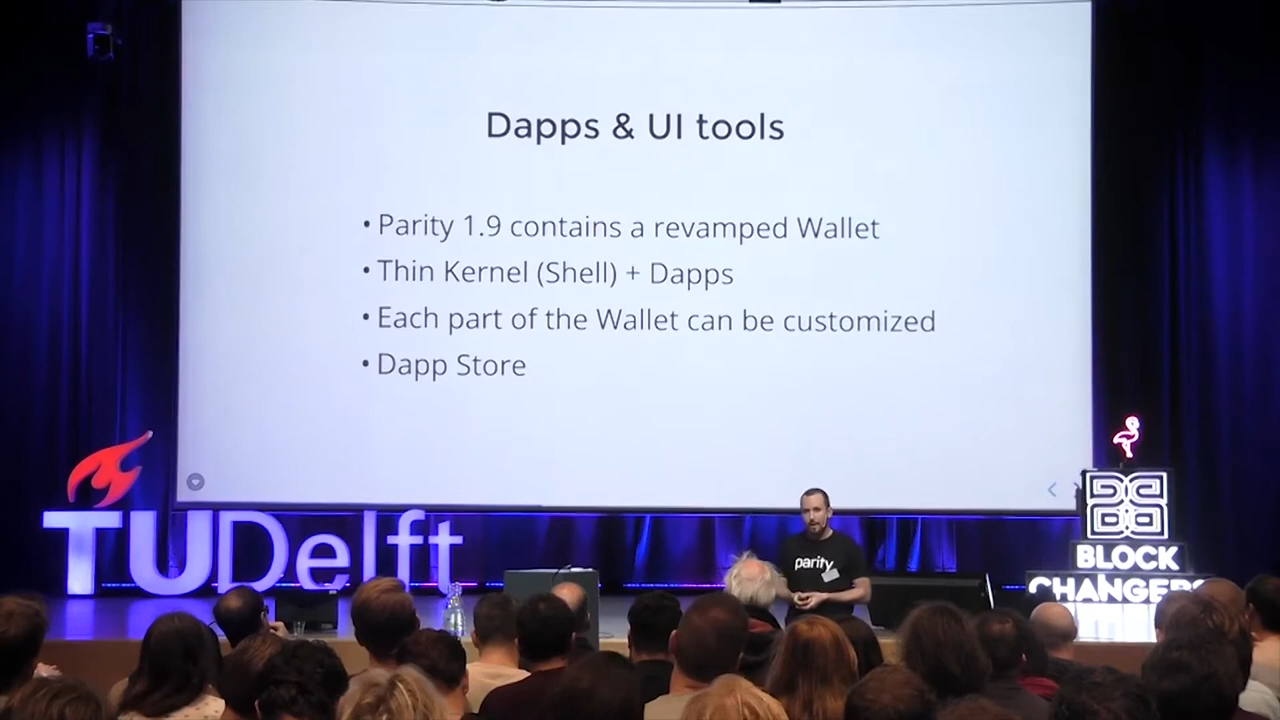 Dapps & UI tools
• Parity 1.9 contains a revamped Wallet
• Thin Kernel (Shell) + Dapps
• Each part of the Wallet can be customized
• Dapp Store
TUDelft
parity
BLOCK
CHANGERS